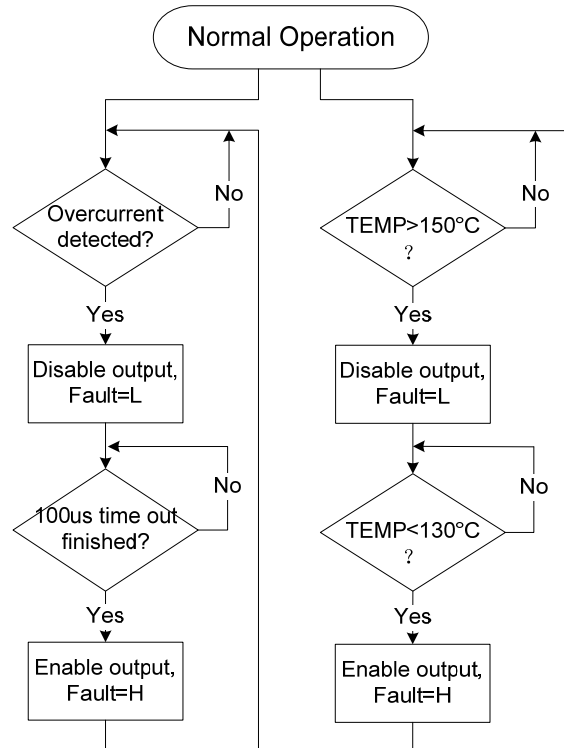 Normal Operation
No
Overcurrent
detected?
Yes
Disable output,
Fault=L
No
100us time out
finished?
Yes
Enable output,
Fault=H
No
TEMP>150°C
？
Yes
Disable output,
Fault=L
No
TEMP<130°C
？
Yes
Enable output,
Fault=H